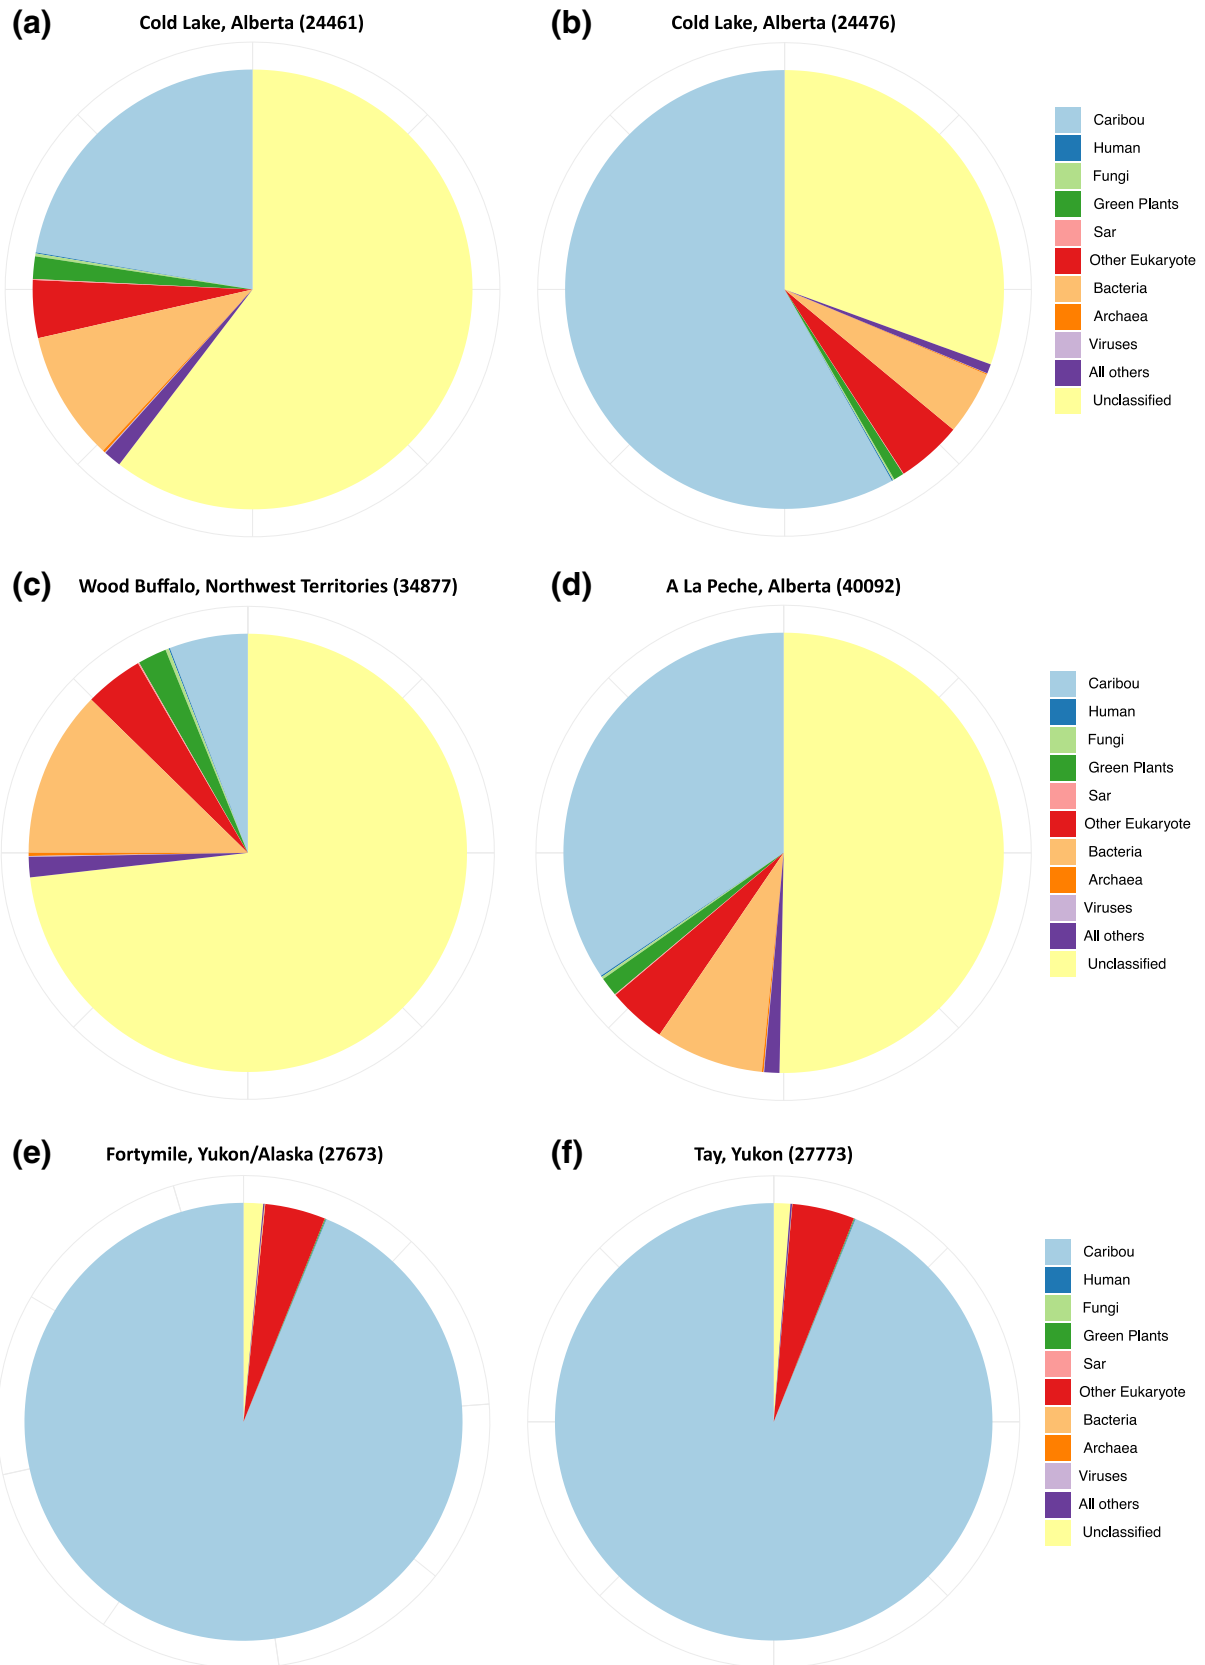 (a) Cold Lake, Alberta (24461)
(b) Cold Lake, Alberta (24476)
Caribou
Human
Fungi
Green Plants
Sar
Other Eukaryote
Bacteria
Archaea
Viruses
All others
Unclassified
(c) Wood Buffalo, Northwest Territories (34877)
(d) A La Peche, Alberta (40092)
Caribou
Human
Fungi
Green Plants
Sar
Other Eukaryote
Bacteria
Archaea
Viruses
All others
Unclassified
(e) Fortymile, Yukon/Alaska (27673)
(f) Tay, Yukon (27773)
Caribou
Human
Fungi
Green Plants
Sar
Other Eukaryote
Bacteria
Archaea
Viruses
All others
Unclassified